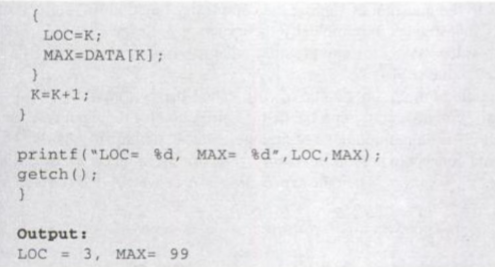 {
LOC=K;
MAX=DATA[K];
}
K=K+1;
}
printf("LOC= %d, MAX= %d",LOC,MAX);
getch();
}
Output:
LOC = 3, MAX= 99